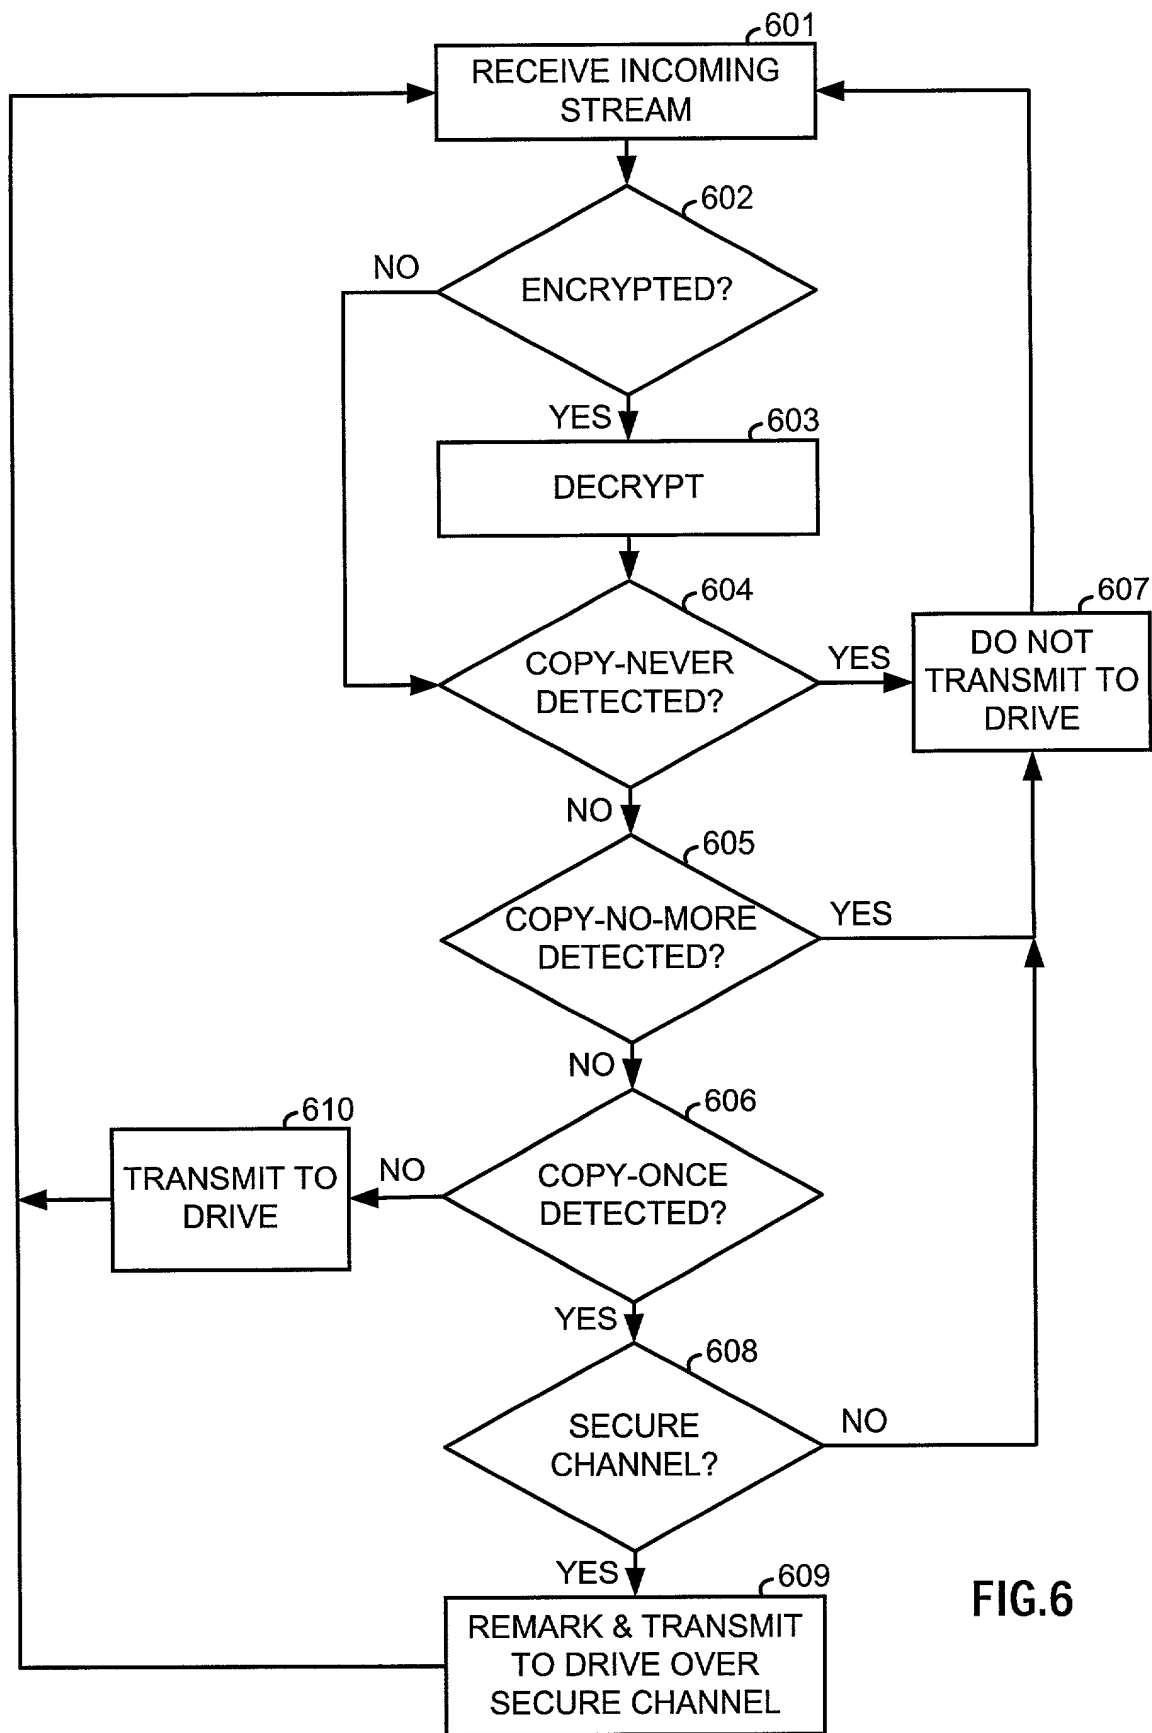 601
RECEIVE INCOMING
STREAM
602
NO
ENCRYPTED?
YES
603
DECRYPT
604
COPY-NEVER
DETECTED?
YES
607
DO NOT
TRANSMIT TO
DRIVE
NO
605
COPY-NO-MORE
DETECTED?
YES
NO
606
COPY-ONCE
DETECTED?
NO
610
TRANSMIT TO
DRIVE
YES
608
SECURE
CHANNEL?
NO
YES
609
REMARK & TRANSMIT
TO DRIVE OVER
SECURE CHANNEL
FIG.6